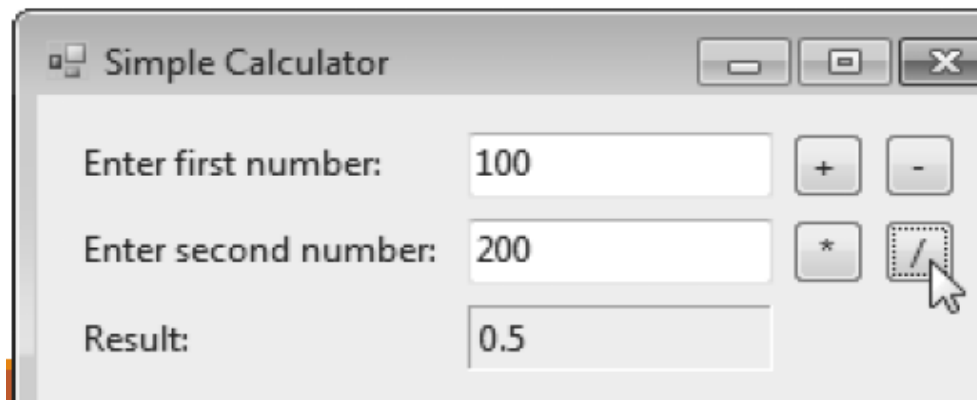 Simple Calculator
Enter first number: 100 + -
Enter second number: 200 * /
Result: 0.5